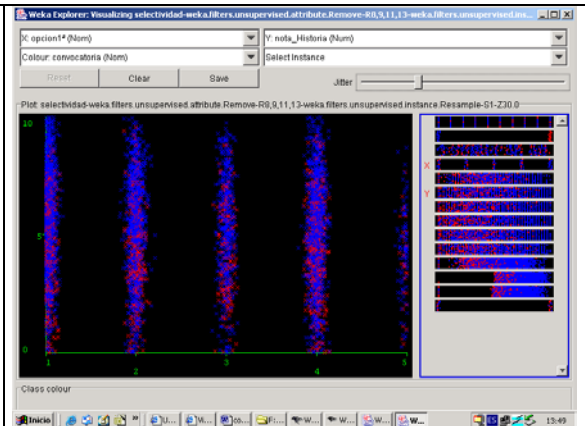 Weka Explorer: Visualizing selectividad-weka.filters.unsupervised.attribute.Remove-R8,9,11,13-weka.filters.unsupervised.ins...
X: opcion1ª (Nom)
Y: nota_Historia (Num)
Colour: convocatoria (Nom)
Select Instance
Reset
Clear
Save
Jitter
Plot: selectividad-weka.filters.unsupervised.attribute.Remove-R8,9,11,13-weka.filters.unsupervised.instance.Resample-S1-Z30.0
10
5
0
1
2
3
4
5
X
Y
Class colour
Inicio
13:49